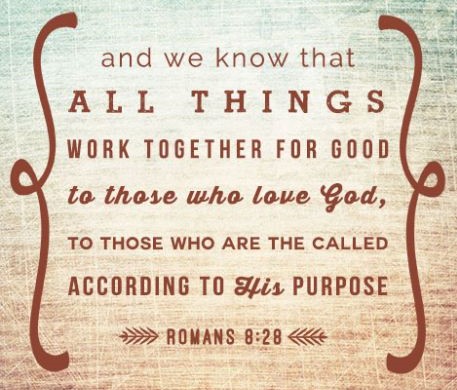 and we know that
ALL THINGS
WORK TOGETHER FOR GOOD
to those who love God,
TO THOSE WHO ARE THE CALLED
ACCORDING TO His PURPOSE
ROMANS 8:28